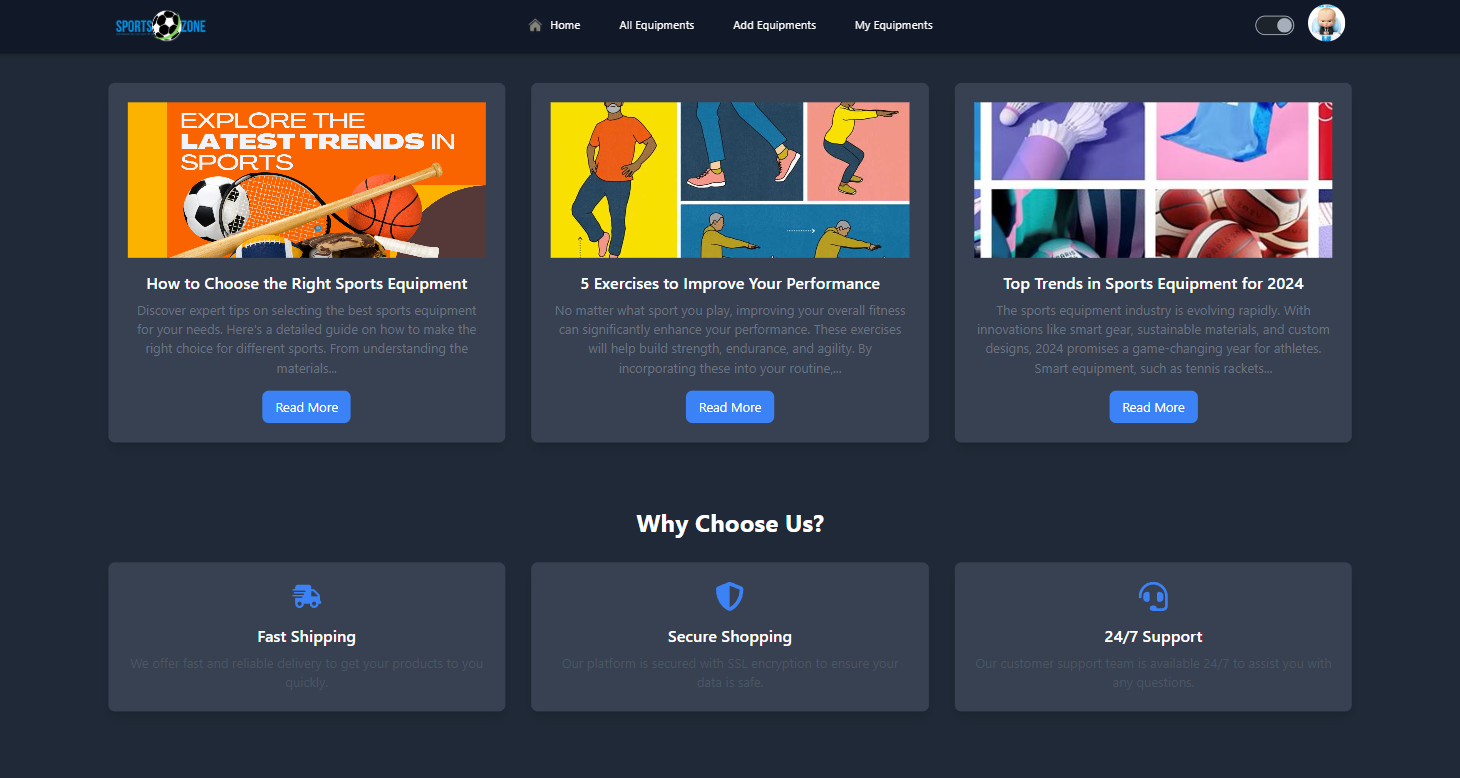 SPORTS ZONE
Home
All Equipments
Add Equipments
My Equipments
EXPLORE THE
LATEST TRENDS IN
SPORTS
How to Choose the Right Sports Equipment
Discover expert tips on selecting the best sports equipment
for your needs. Here's a detailed guide on how to make the
right choice for different sports. From understanding the
materials...
Read More
5 Exercises to Improve Your Performance
No matter what sport you play, improving your overall fitness
can significantly enhance your performance. These exercises
will help build strength, endurance, and agility. By
incorporating these into your routine,...
Read More
Top Trends in Sports Equipment for 2024
The sports equipment industry is evolving rapidly. With
innovations like smart gear, sustainable materials, and custom
designs, 2024 promises a game-changing year for athletes.
Smart equipment, such as tennis rackets...
Read More
Why Choose Us?
Fast Shipping
We offer fast and reliable delivery to get your products to you
quickly.
Secure Shopping
Our platform is secured with SSL encryption to ensure your
data is safe.
24/7 Support
Our customer support team is available 24/7 to assist you with
any questions.